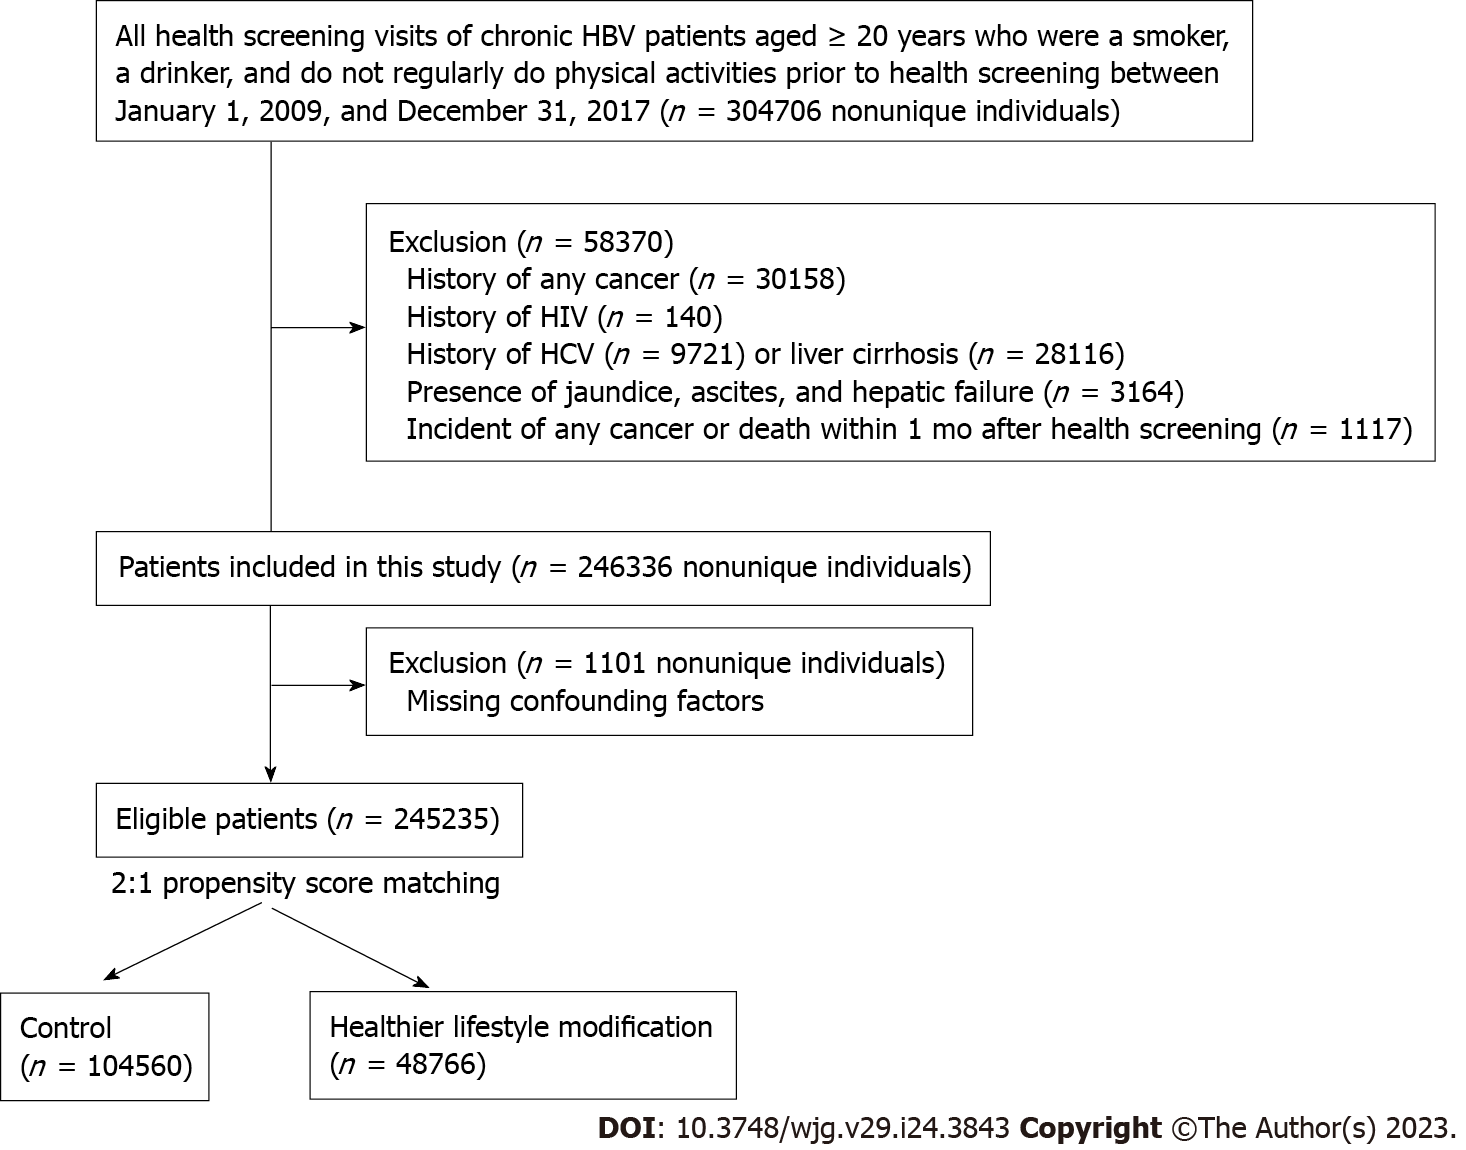 All health screening visits of chronic HBV patients aged ≥ 20 years who were a smoker,
a drinker, and do not regularly do physical activities prior to health screening between
January 1, 2009, and December 31, 2017 (n = 304706 nonunique individuals)
Exclusion (n = 58370)
History of any cancer (n = 30158)
History of HIV (n = 140)
History of HCV (n = 9721) or liver cirrhosis (n = 28116)
Presence of jaundice, ascites, and hepatic failure (n = 3164)
Incident of any cancer or death within 1 mo after health screening (n = 1117)
Patients included in this study (n = 246336 nonunique individuals)
Exclusion (n = 1101 nonunique individuals)
Missing confounding factors
Eligible patients (n = 245235)
2:1 propensity score matching
Control
(n = 104560)
Healthier lifestyle modification
(n = 48766)
DOI: 10.3748/wjg.v29.i24.3843 Copyright ©The Author(s) 2023.